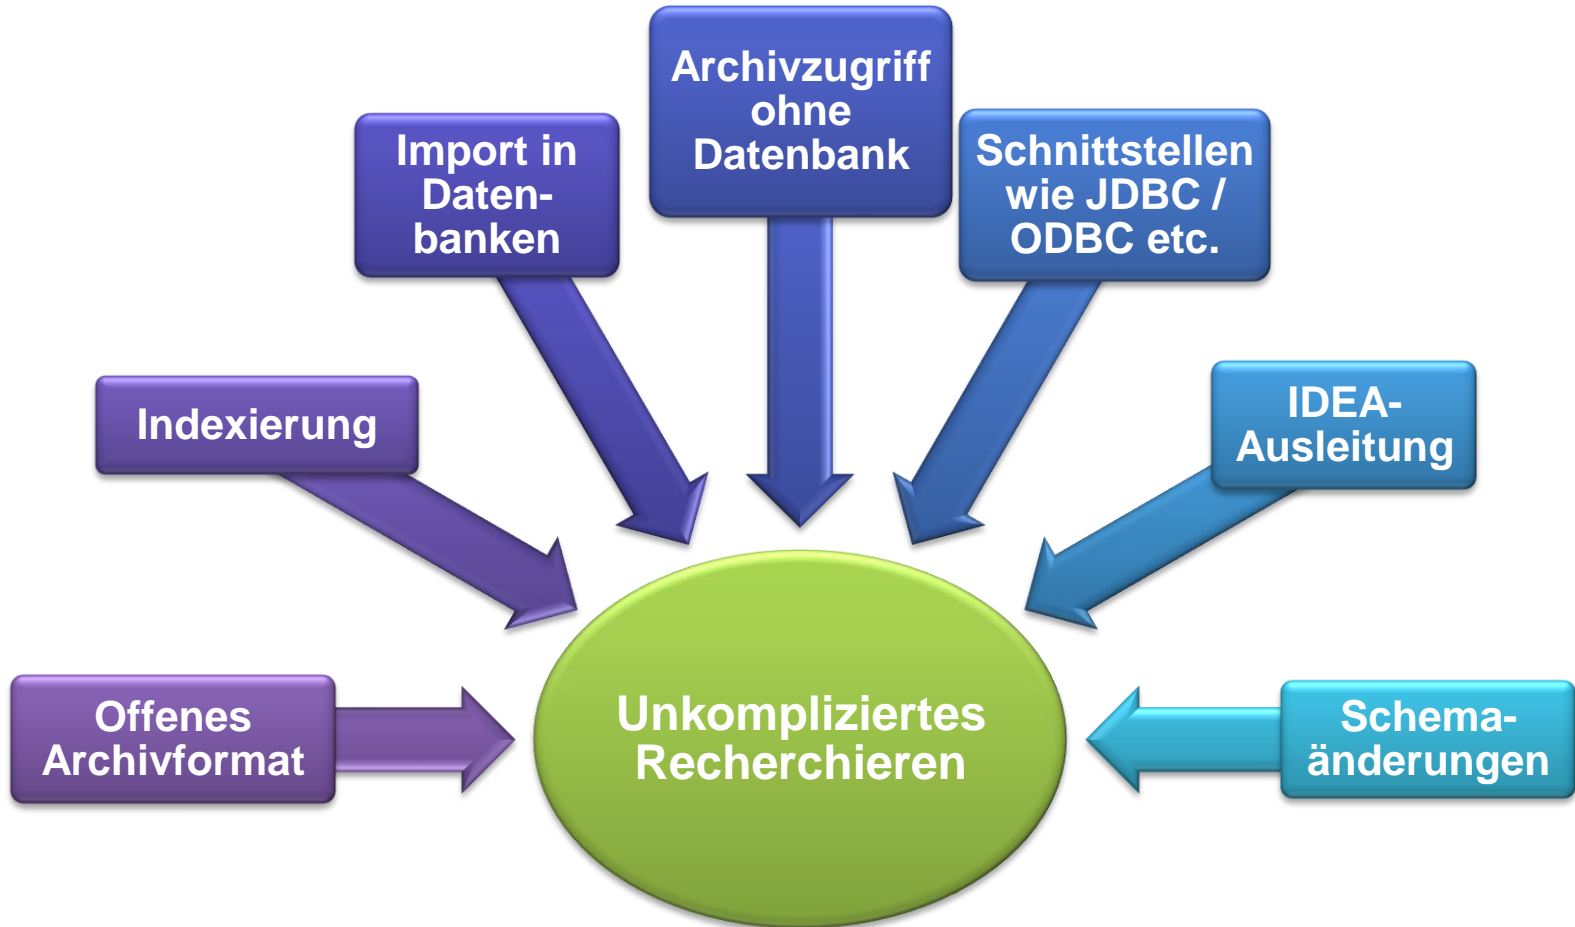 Archivzugriff
ohne
Datenbank
Import in
Daten-
banken
Schnittstellen
wie JDBC /
ODBC etc.
Indexierung
IDEA-
Ausleitung
Offenes
Archivformat
Unkompliziertes
Recherchieren
Schema-
änderungen